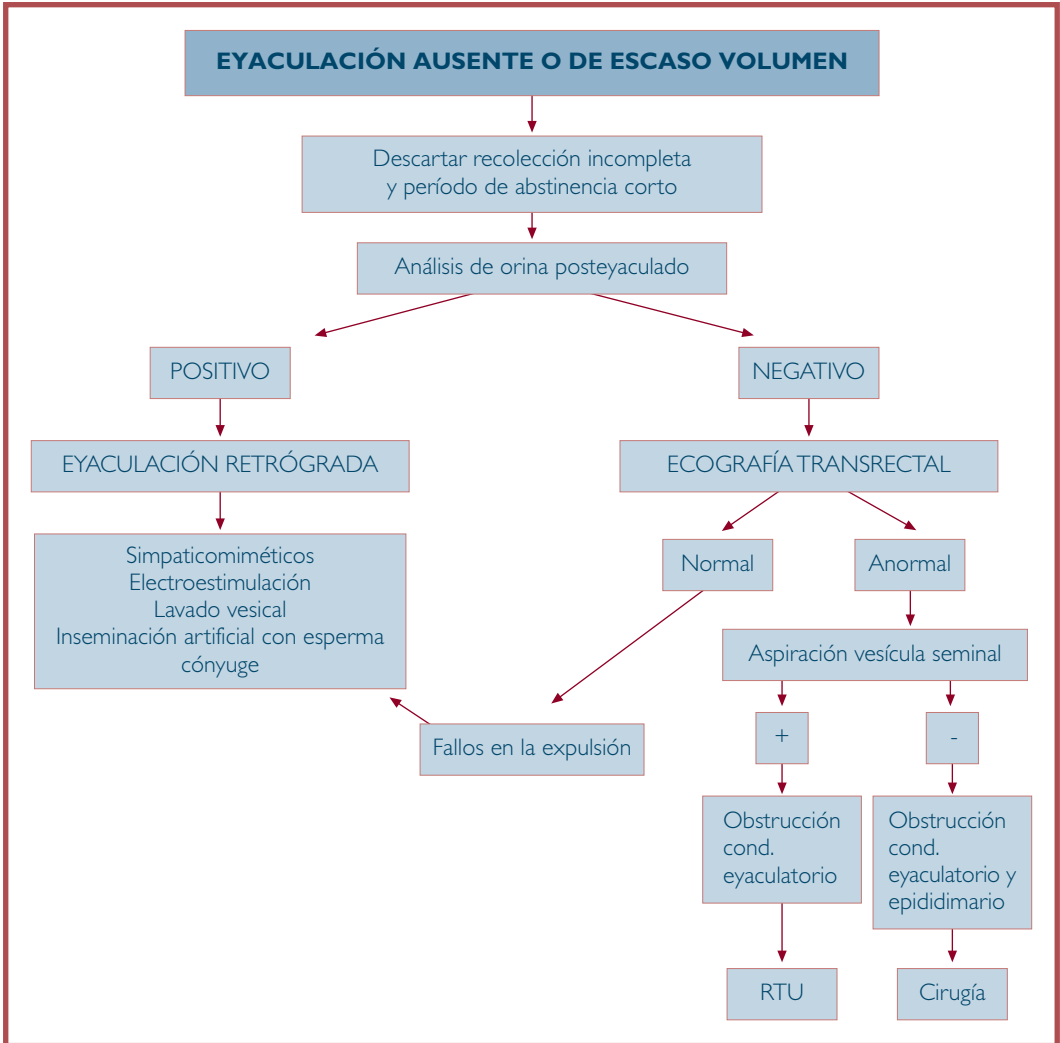 EYACULACIÓN AUSENTE O DE ESCASO VOLUMEN
Descartar recolección incompleta
y período de abstinencia corto
Análisis de orina posteyaculado
POSITIVO
NEGATIVO
EYACULACIÓN RETRÓGRADA
ECOGRAFÍA TRANSRECTAL
Simpaticomiméticos
Electroestimulación
Lavado vesical
Inseminación artificial con esperma
cónyuge
Normal
Anormal
Aspiración vesícula seminal
Fallos en la expulsión
+
-
Obstrucción
cond.
eyaculatorio
Obstrucción
cond.
eyaculatorio y
epididimario
RTU
Cirugía